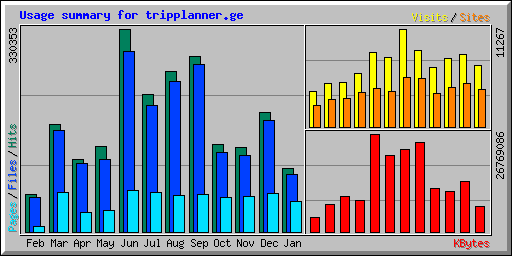 Usage summary for tripplanner.ge
Visits / Sites
330353
11267
26769086
Pages / Files / Hits
Feb Mar Apr May Jun Jul Aug Sep Oct Nov Dec Jan
KBytes